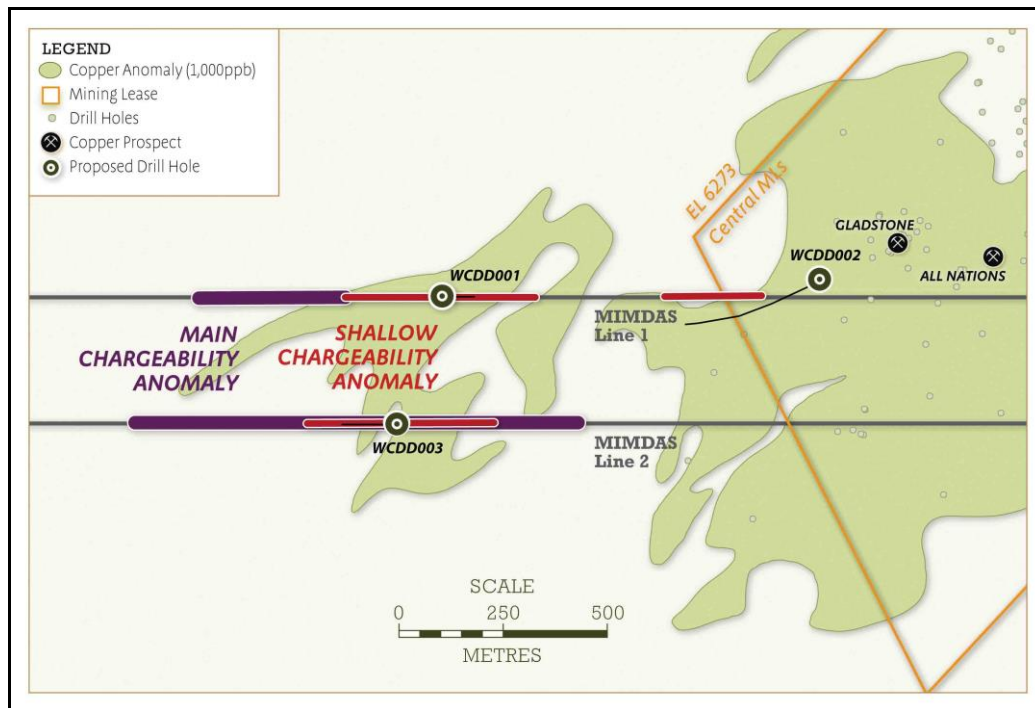 LEGEND
Copper Anomaly (1,000ppb)
Mining Lease
Drill Holes
Copper Prospect
Proposed Drill Hole
EL 6273
Central MLs
GLADSTONE
WCDD002
ALL NATIONS
WCDD001
MIMDAS
Line 1
MAIN
CHARGEABILITY
ANOMALY
SHALLOW
CHARGEABILITY
ANOMALY
WCDD003
MIMDAS
Line 2
SCALE
0 250 500
METRES